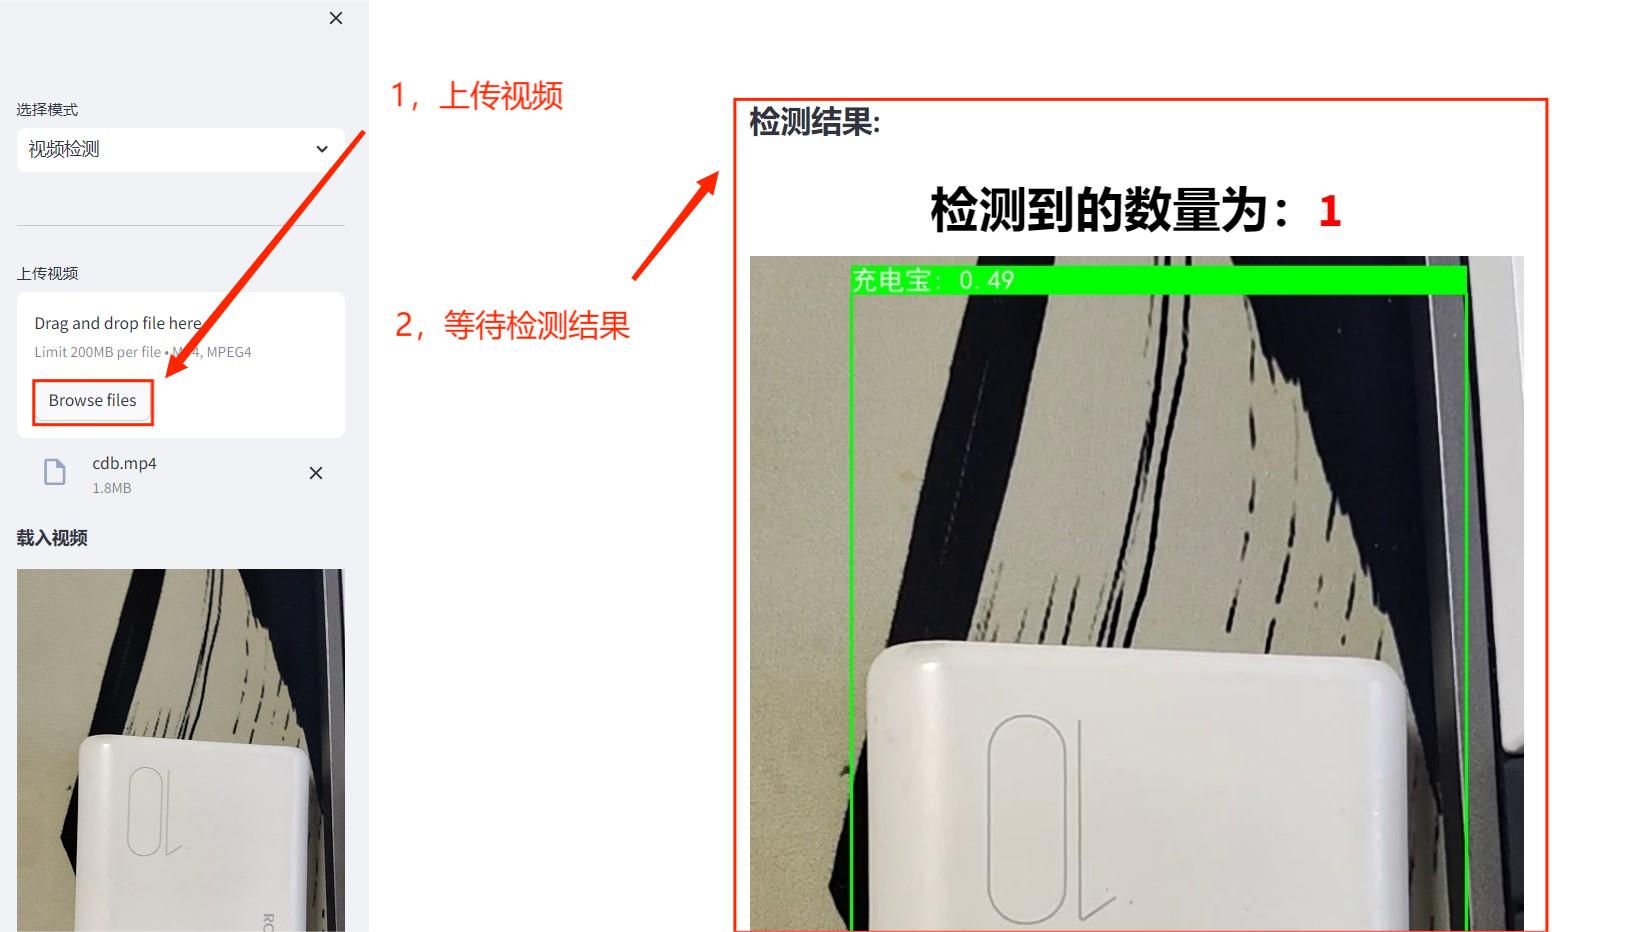 选择模式
视频检测
上传视频
Drag and drop file here
Limit 200MB per file • MP4, MPEG4
Browse files
cdb.mp4
1.8MB
载入视频
RO
1，上传视频
2，等待检测结果
检测结果:
检测到的数量为：1
充电宝: 0.49